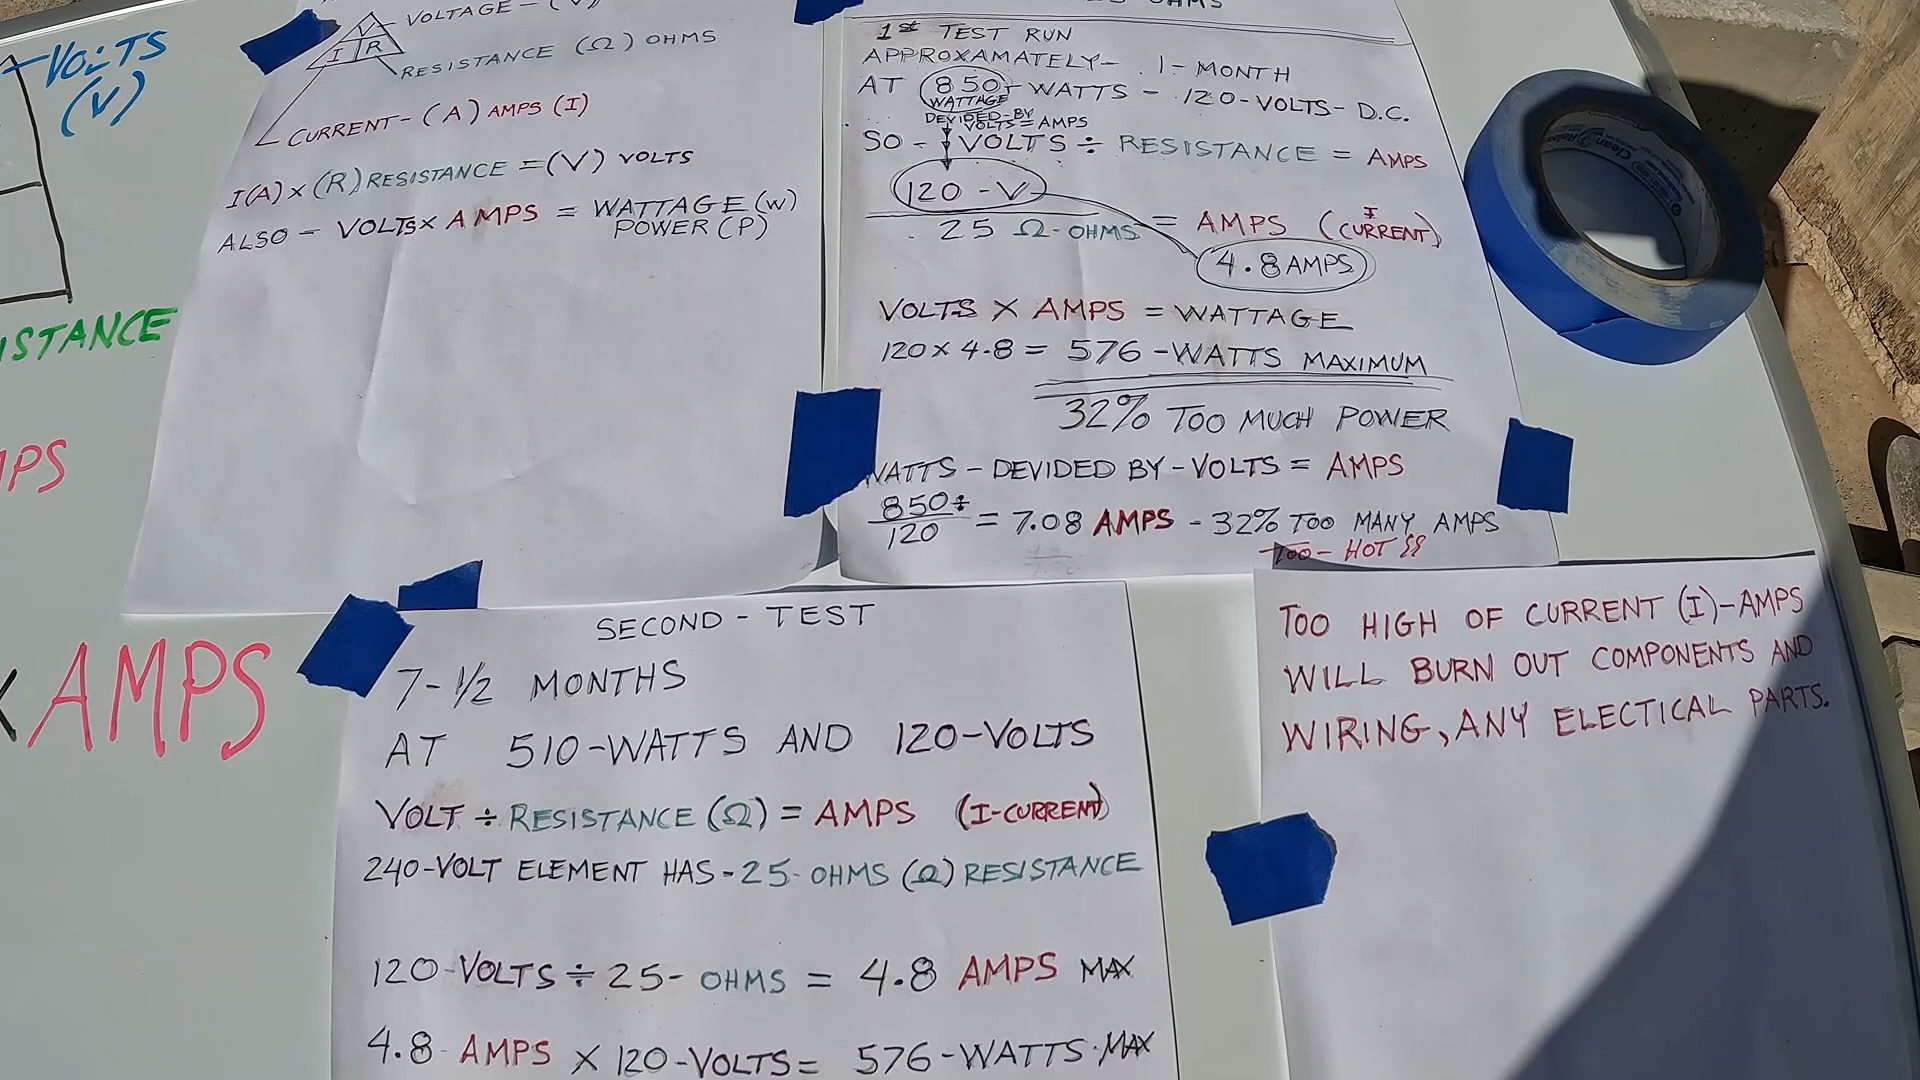 VOLTS
(V)
AMPS
VOLTAGE - (V)
V
I R
RESISTANCE (Ω) OHMS
CURRENT - (A) AMPS (I)
I(A) x (R) RESISTANCE = (V) VOLTS
ALSO - VOLTS x AMPS = WATTAGE (W)
POWER (P)
OHMS
1st TEST RUN
APPROXAMATELY - 1 - MONTH
AT 850 - WATTS - 120 - VOLTS - D.C.
WATTAGE
DEVIDED - BY
VOLTS = AMPS
SO - VOLTS ÷ RESISTANCE = AMPS
120 - V
25 Ω - OHMS = AMPS (CURRENT)
I
4.8 AMPS
VOLTS X AMPS = WATTAGE
120 x 4.8 = 576 - WATTS MAXIMUM
32% TOO MUCH POWER
WATTS - DEVIDED BY - VOLTS = AMPS
850 ÷
120 = 7.08 AMPS - 32% TOO MANY AMPS
TOO - HOT
SECOND - TEST
7 - 1/2 MONTHS
AT 510 - WATTS AND 120 - VOLTS
VOLT ÷ RESISTANCE (Ω) = AMPS (I - CURRENT)
240 - VOLT ELEMENT HAS - 25 - OHMS (Ω) RESISTANCE
120 - VOLTS ÷ 25 - OHMS = 4.8 AMPS MAX
4.8 AMPS X 120 - VOLTS = 576 - WATTS - MAX
TOO HIGH OF CURRENT (I) - AMPS
WILL BURN OUT COMPONENTS AND
WIRING, ANY ELECTICAL PARTS.